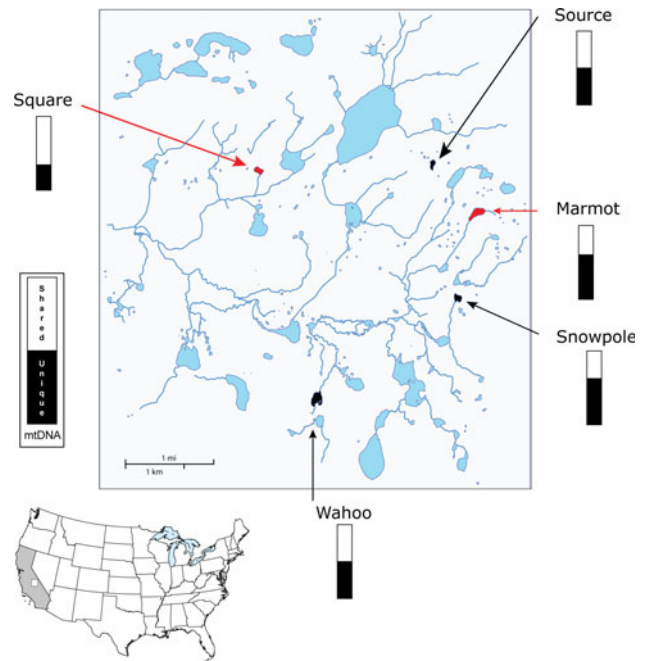 Source
Square
Marmot
Shared
Unique
mtDNA
Snowpole
1 mi
1 km
Wahoo